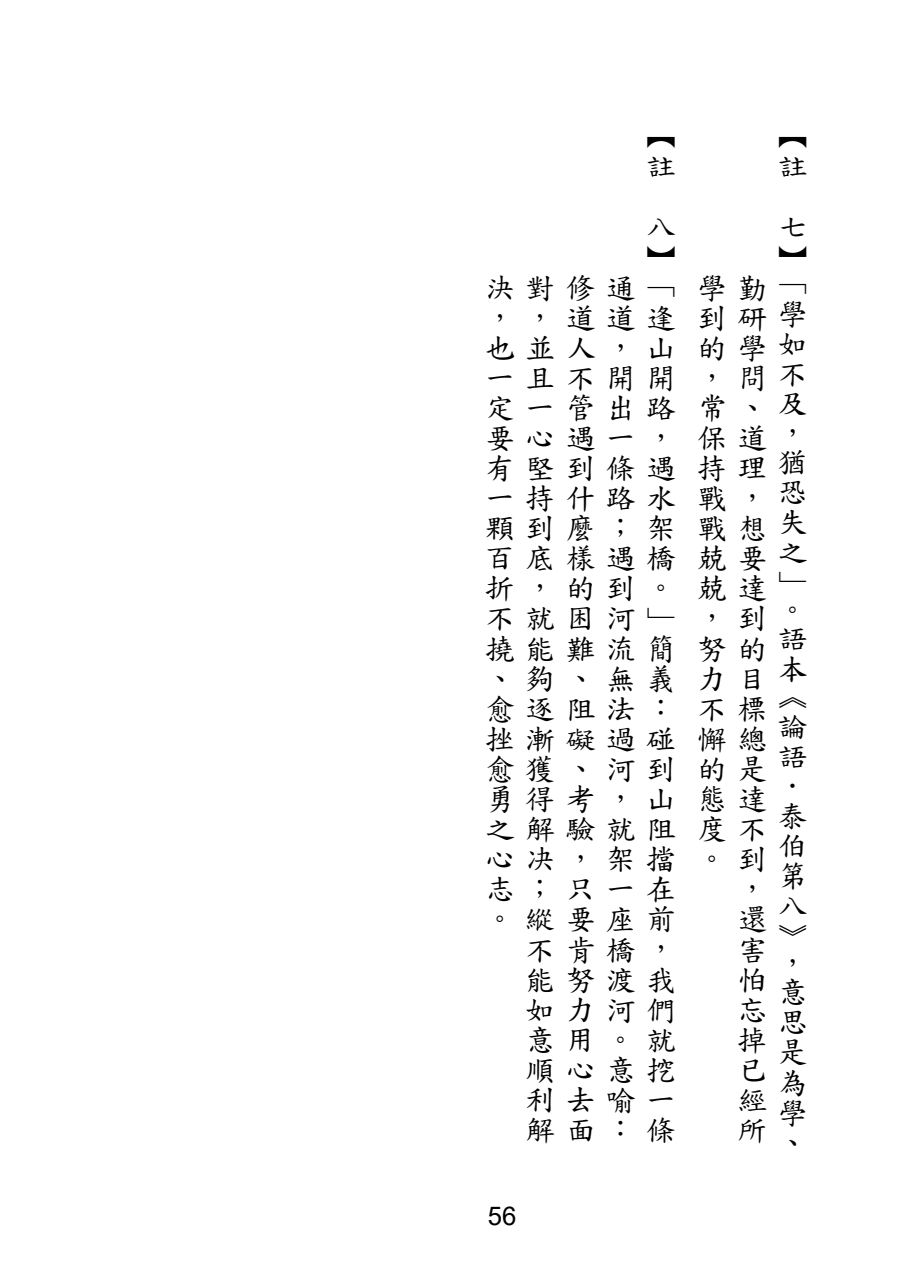 【註　七】「學如不及，猶恐失之」。語本《論語．泰伯第八》，意思是為學、
勤研學問、道理，想要達到的目標總是達不到，還害怕忘掉已經所
學到的，常保持戰戰兢兢，努力不懈的態度。
【註　八】「逢山開路，遇水架橋。」簡義：碰到山阻擋在前，我們就挖一條
通道，開出一條路；遇到河流無法過河，就架一座橋渡河。意喻：
修道人不管遇到什麼樣的困難、阻礙、考驗，只要肯努力用心去面
對，並且一心堅持到底，就能夠逐漸獲得解決；縱不能如意順利解
決，也一定要有一顆百折不撓、愈挫愈勇之心志。
56